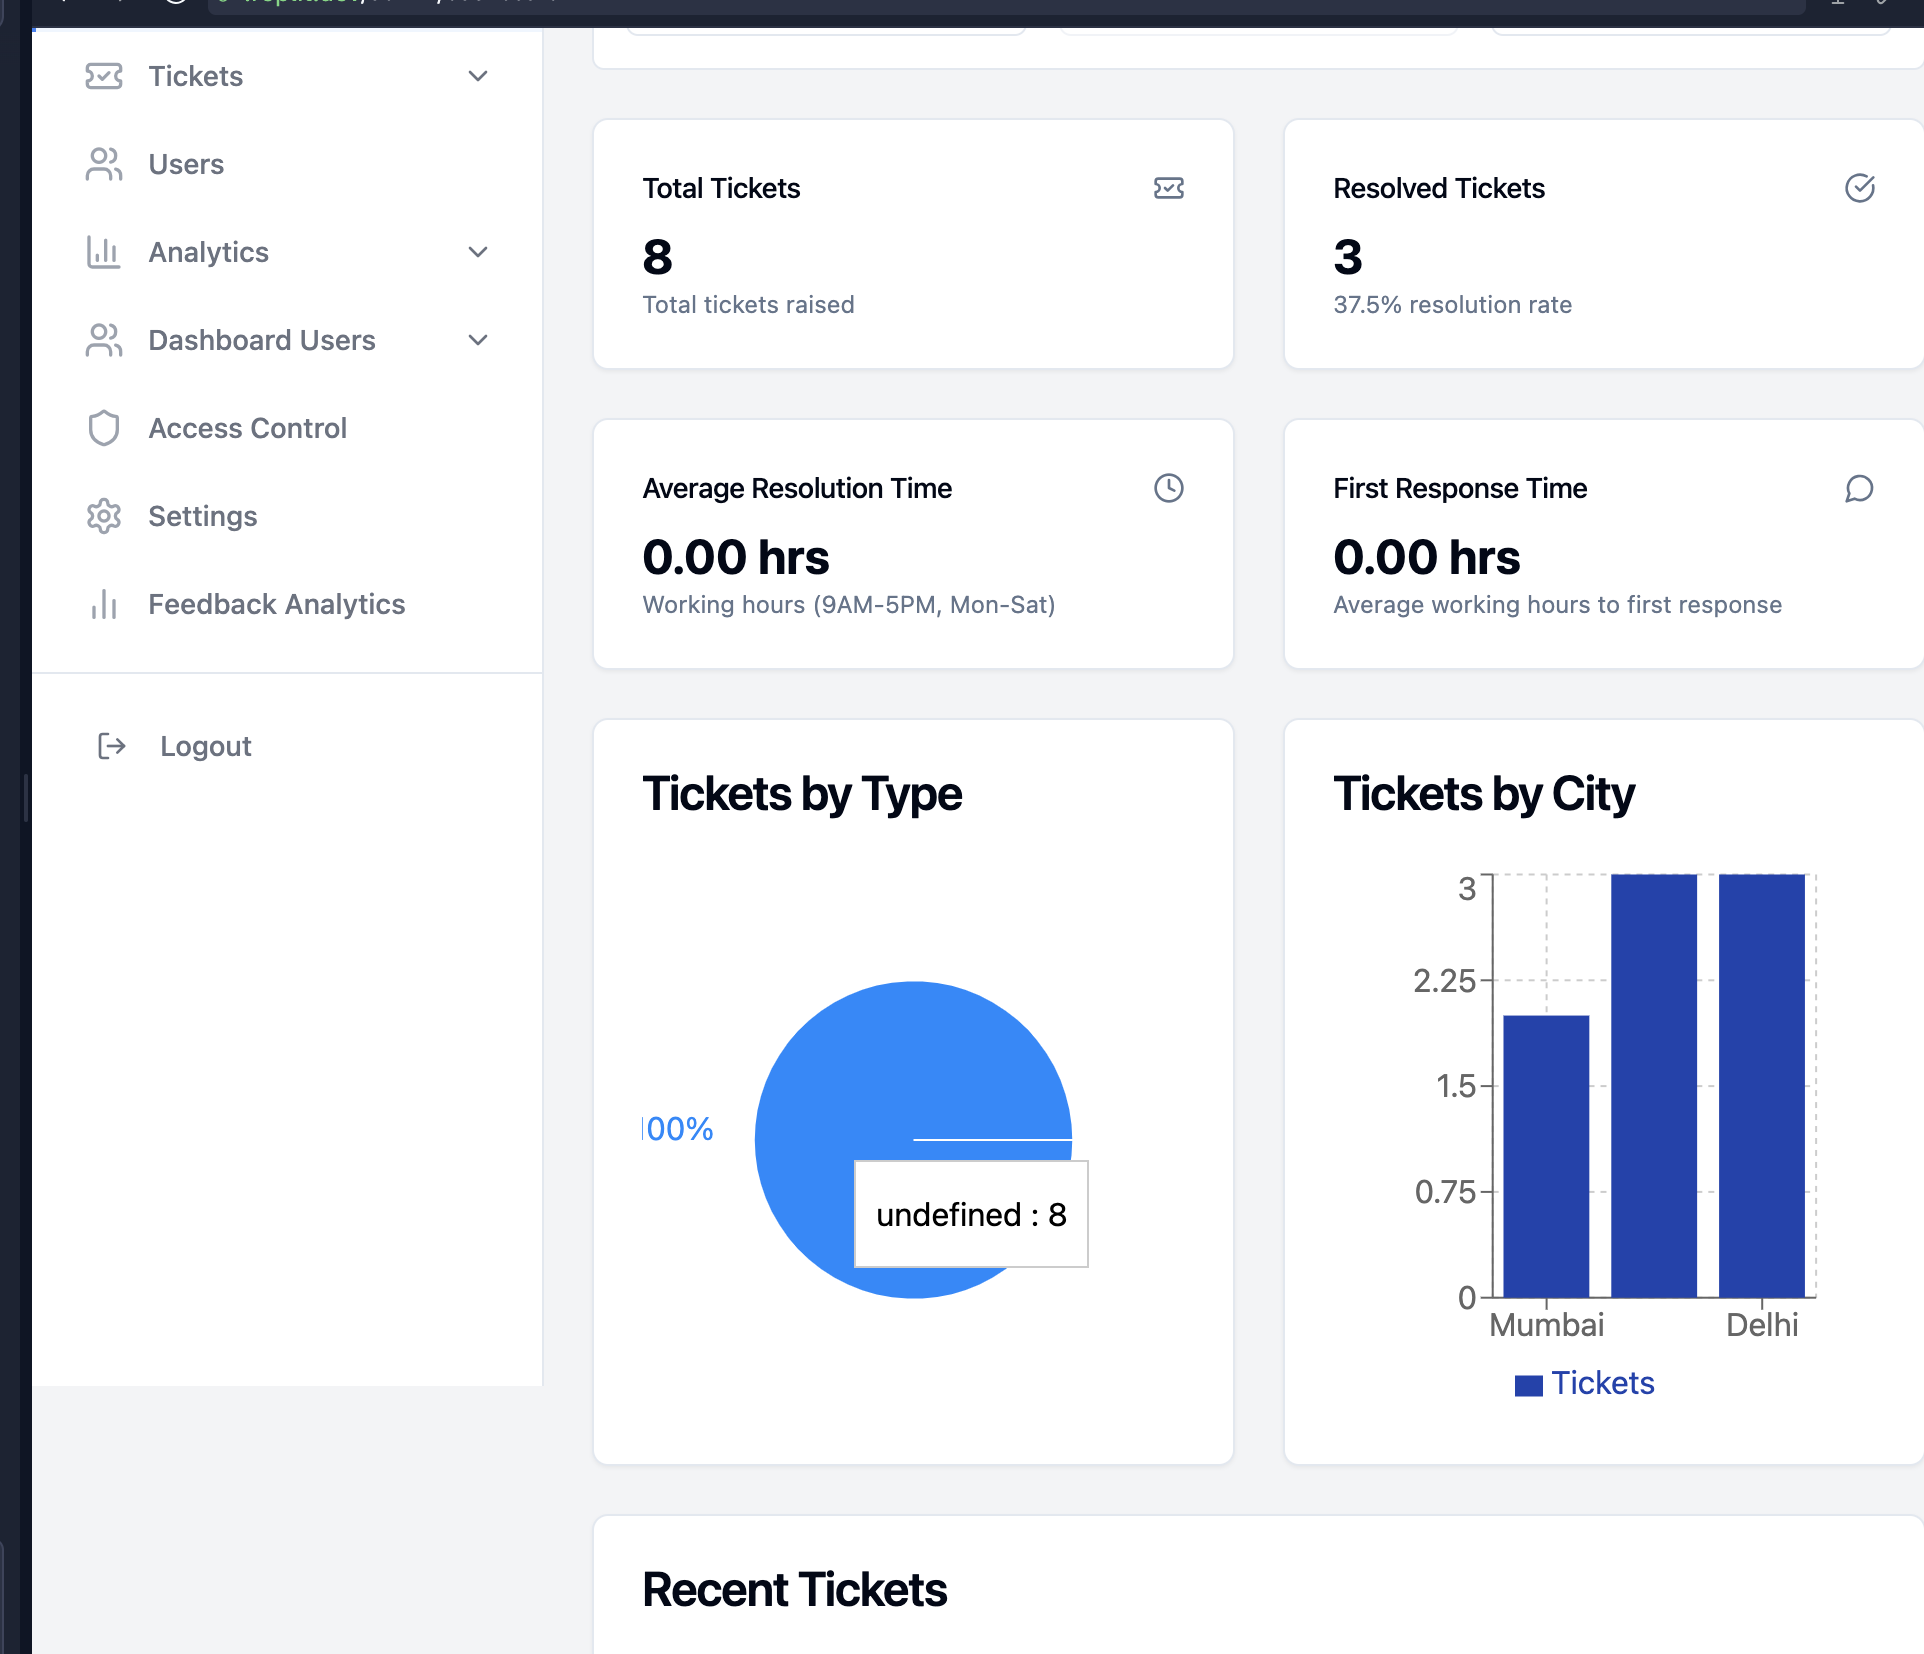 Tickets
Users
Analytics
Dashboard Users
Access Control
Settings
Feedback Analytics
Logout
Total Tickets
8
Total tickets raised
Resolved Tickets
3
37.5% resolution rate
Average Resolution Time
0.00 hrs
Working hours (9AM-5PM, Mon-Sat)
First Response Time
0.00 hrs
Average working hours to first response
Tickets by Type
00%
undefined : 8
Tickets by City
3
2.25
1.5
0.75
0
Mumbai
Delhi
Tickets
Recent Tickets